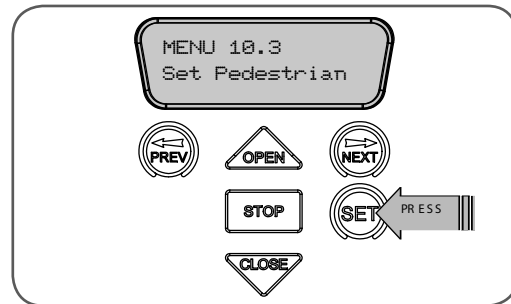 MENU 10.3
Set Pedestrian
PREV
OPEN
NEXT
STOP
SET
PRESS
CLOSE